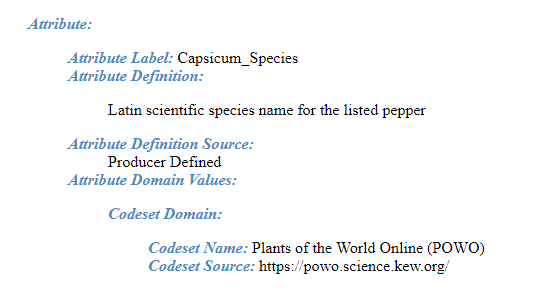 Attribute:
Attribute Label: Capsicum_Species
Attribute Definition:
Latin scientific species name for the listed pepper
Attribute Definition Source:
Producer Defined
Attribute Domain Values:
Codeset Domain:
Codeset Name: Plants of the World Online (POWO)
Codeset Source: https://powo.science.kew.org/